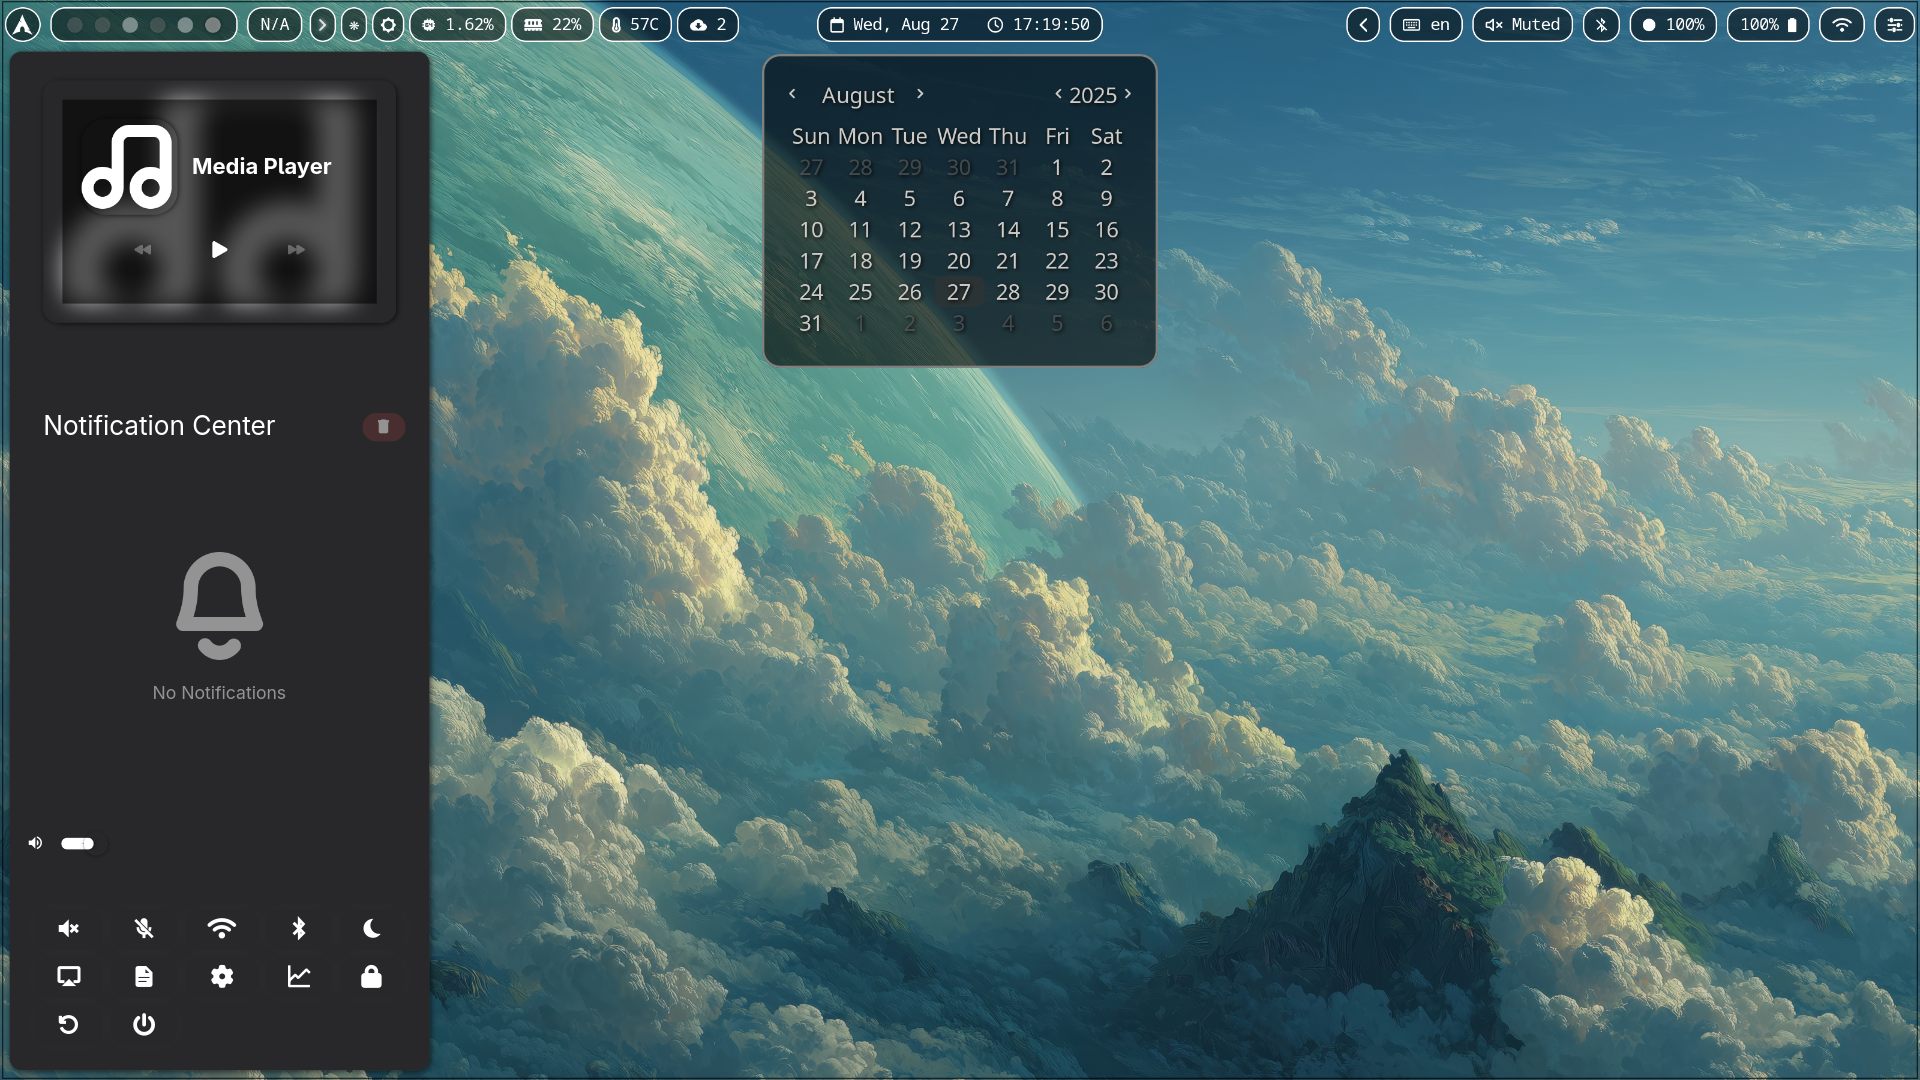 N/A 1.62% 22% 57C 2 Wed, Aug 27 17:19:50 en Muted 100% 100%
Media Player
Notification Center
No Notifications
August 2025
Sun Mon Tue Wed Thu Fri Sat
27 28 29 30 31 1 2
3 4 5 6 7 8 9
10 11 12 13 14 15 16
17 18 19 20 21 22 23
24 25 26 27 28 29 30
31 1 2 3 4 5 6